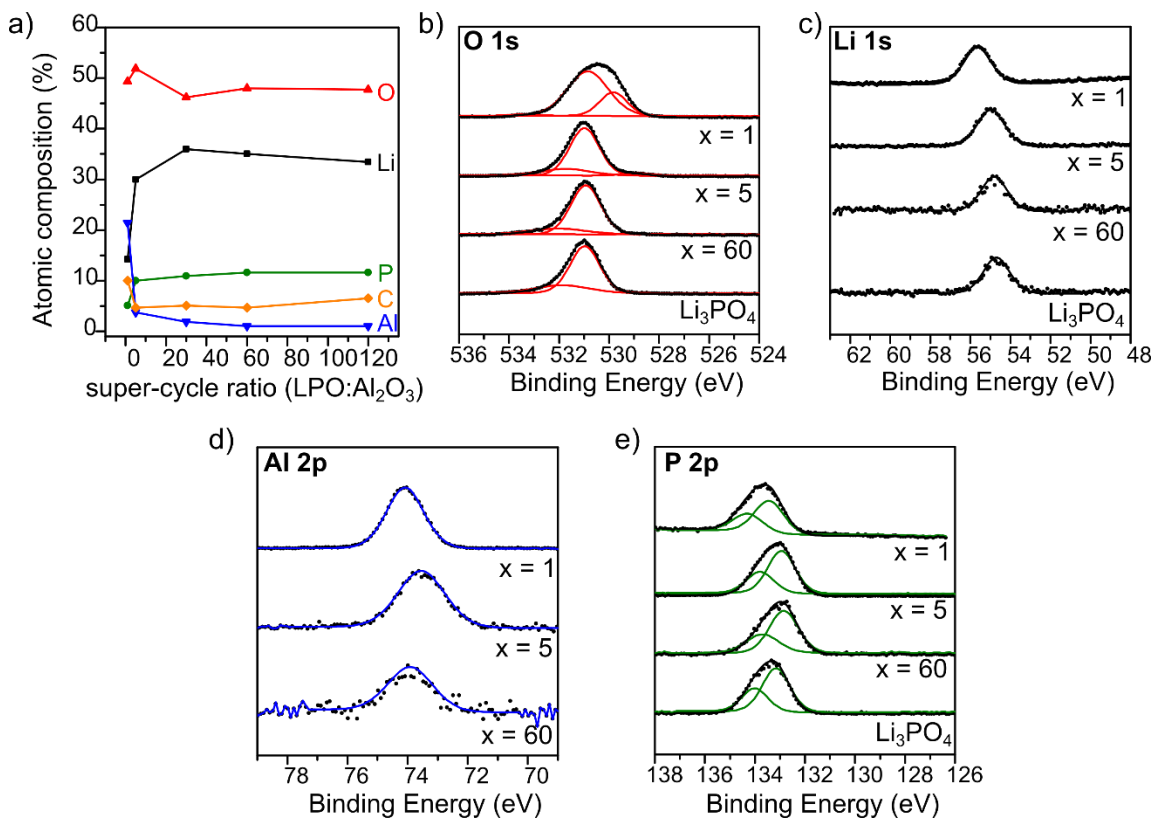 a)
Atomic composition (%)
60
50
40
30
20
10
0
O
Li
P
C
Al
0 20 40 60 80 100 120
super-cycle ratio (LPO:Al₂O₃)
b)
O 1s
x = 1
x = 5
x = 60
Li₃PO₄
536 534 532 530 528 526 524
Binding Energy (eV)
c)
Li 1s
x = 1
x = 5
x = 60
Li₃PO₄
62 60 58 56 54 52 50 48
Binding Energy (eV)
d)
Al 2p
x = 1
x = 5
x = 60
78 76 74 72 70
Binding Energy (eV)
e)
P 2p
x = 1
x = 5
x = 60
Li₃PO₄
138 136 134 132 130 128 126
Binding Energy (eV)